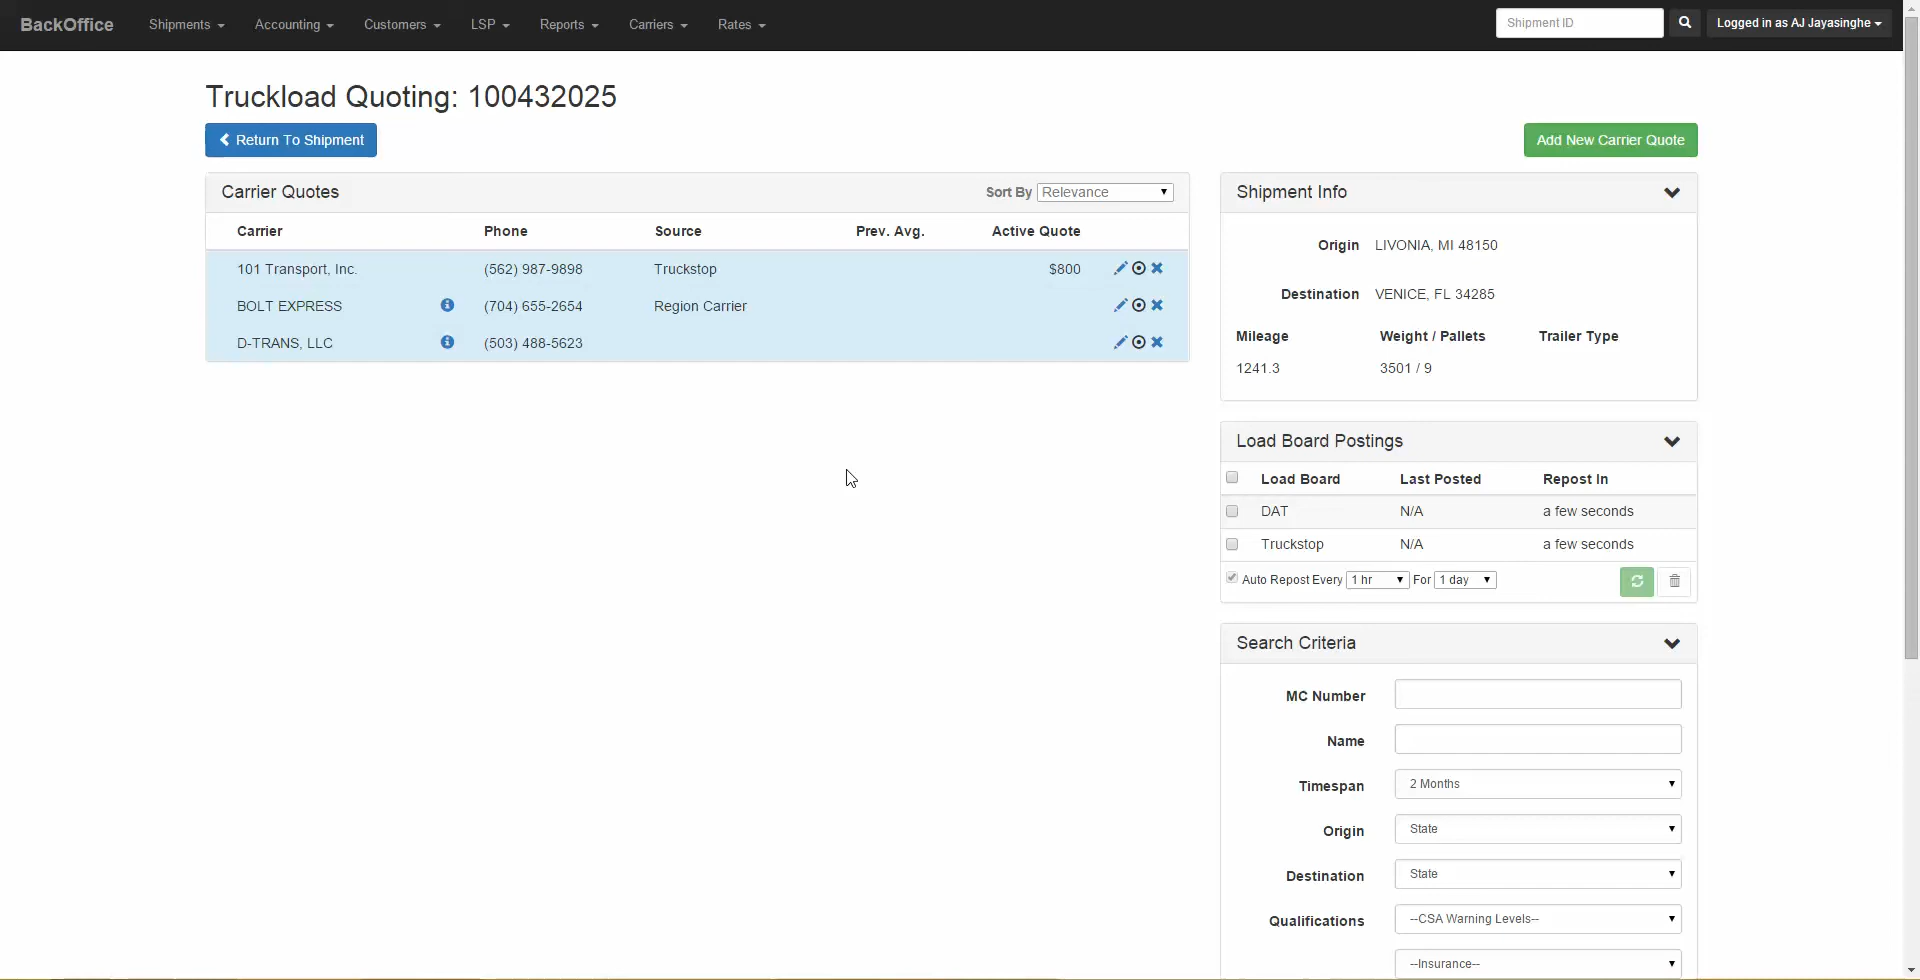 BackOffice Shipments Accounting Customers LSP Reports Carriers Rates Shipment ID Logged in as AJ Jayasinghe
Truckload Quoting: 100432025
Return To Shipment Add New Carrier Quote
Carrier Quotes Sort By Relevance
Carrier Phone Source Prev. Avg. Active Quote
101 Transport, Inc. (562) 987-9898 Truckstop $800
BOLT EXPRESS (704) 655-2654 Region Carrier
D-TRANS, LLC (503) 488-5623
Shipment Info
Origin LIVONIA, MI 48150
Destination VENICE, FL 34285
Mileage Weight / Pallets Trailer Type
1241.3 3501 / 9
Load Board Postings
Load Board Last Posted Repost In
DAT N/A a few seconds
Truckstop N/A a few seconds
Auto Repost Every 1 hr For 1 day
Search Criteria
MC Number
Name
Timespan 2 Months
Origin State
Destination State
Qualifications --CSA Warning Levels--
--Insurance--